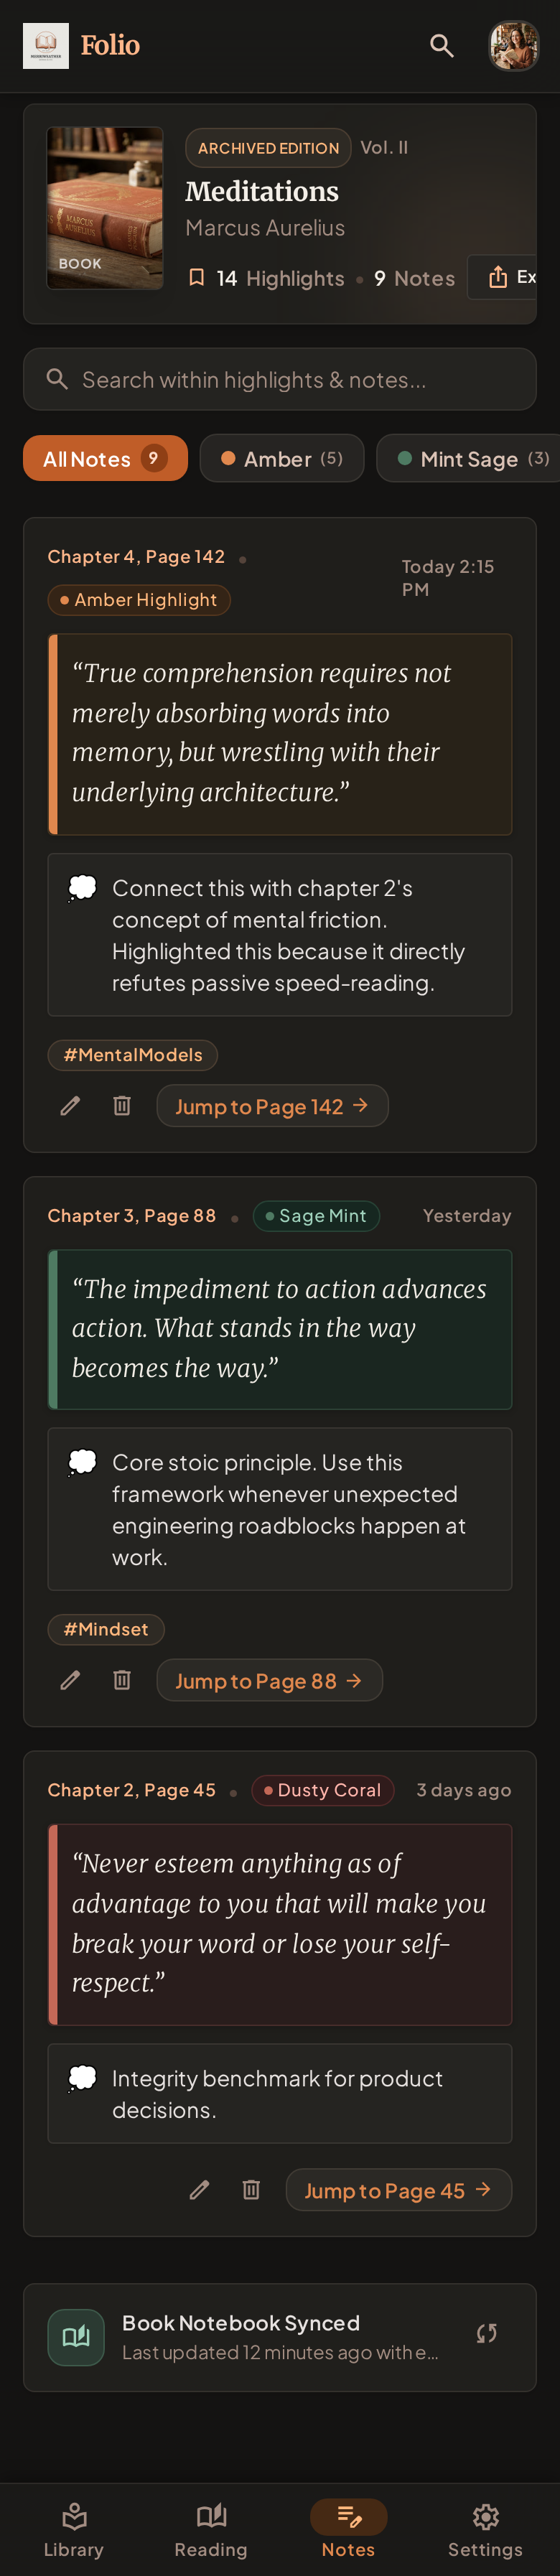 Folio
ARCHIVED EDITION Vol. II
Meditations
Marcus Aurelius
MARCUS
AURELIUS
BOOK
14 Highlights • 9 Notes Ex
Search within highlights & notes...
All Notes 9 Amber (5) Mint Sage (3)
Chapter 4, Page 142 •
Today 2:15
PM
Amber Highlight
“True comprehension requires not
merely absorbing words into
memory, but wrestling with their
underlying architecture.”
Connect this with chapter 2's
concept of mental friction.
Highlighted this because it directly
refutes passive speed-reading.
#MentalModels
Jump to Page 142 →
Chapter 3, Page 88 • Sage Mint Yesterday
“The impediment to action advances
action. What stands in the way
becomes the way.”
Core stoic principle. Use this
framework whenever unexpected
engineering roadblocks happen at
work.
#Mindset
Jump to Page 88 →
Chapter 2, Page 45 • Dusty Coral 3 days ago
“Never esteem anything as of
advantage to you that will make you
break your word or lose your self-
respect.”
Integrity benchmark for product
decisions.
Jump to Page 45 →
Book Notebook Synced
Last updated 12 minutes ago with e...
Library Reading Notes Settings